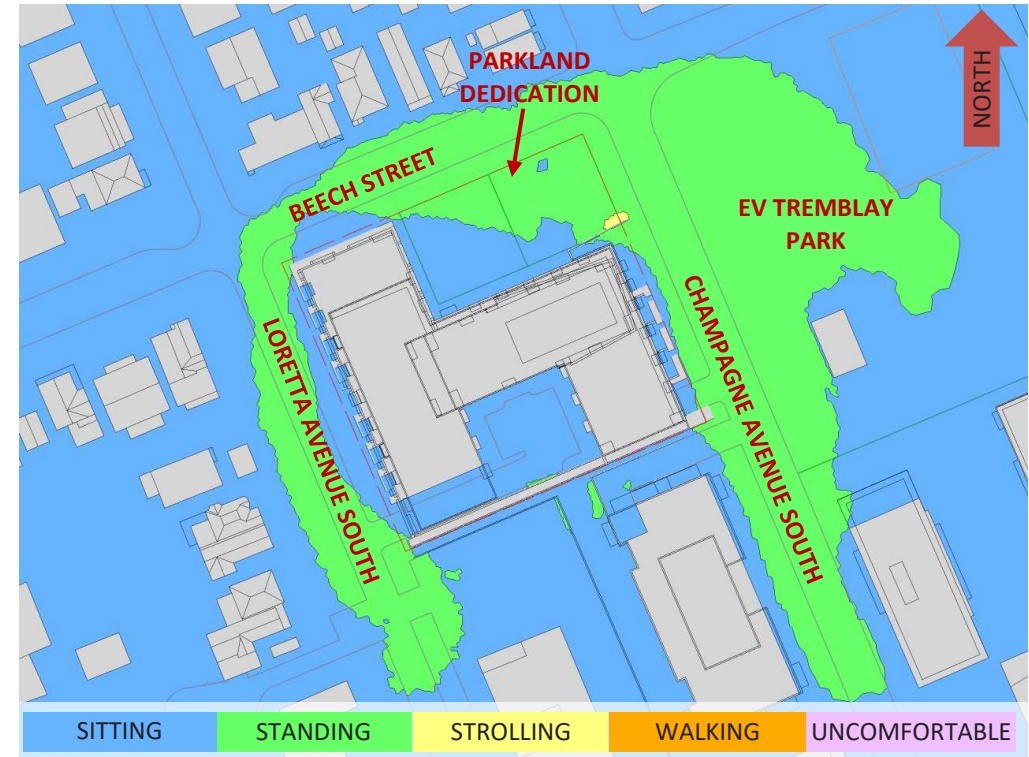 PARKLAND
DEDICATION
NORTH
BEECH STREET
EV TREMBLAY
PARK
LORETTA AVENUE SOUTH
CHAMPAGNE AVENUE SOUTH
SITTING
STANDING
STROLLING
WALKING
UNCOMFORTABLE